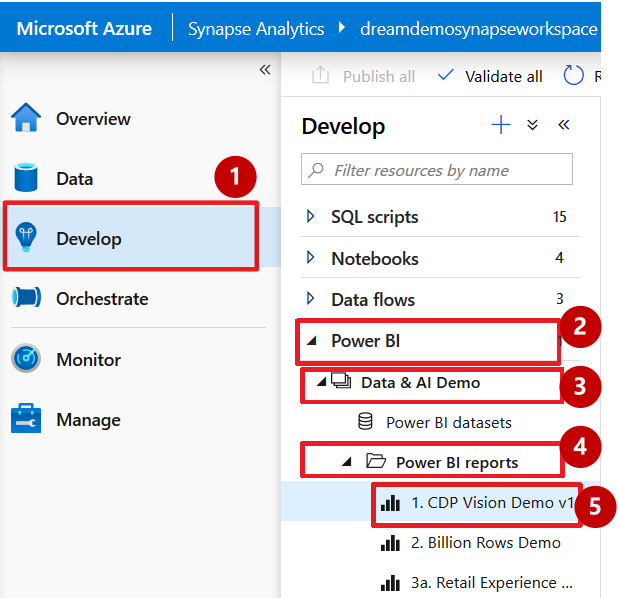 Microsoft Azure Synapse Analytics dreamdemosynapseworkspace
Publish all Validate all R
Overview
Data
Develop
Orchestrate
Monitor
Manage
Develop
Filter resources by name
SQL scripts 15
Notebooks 4
Data flows 3
Power BI
Data & AI Demo
Power BI datasets
Power BI reports
1. CDP Vision Demo v1
2. Billion Rows Demo
3a. Retail Experience ...
1
2
3
4
5